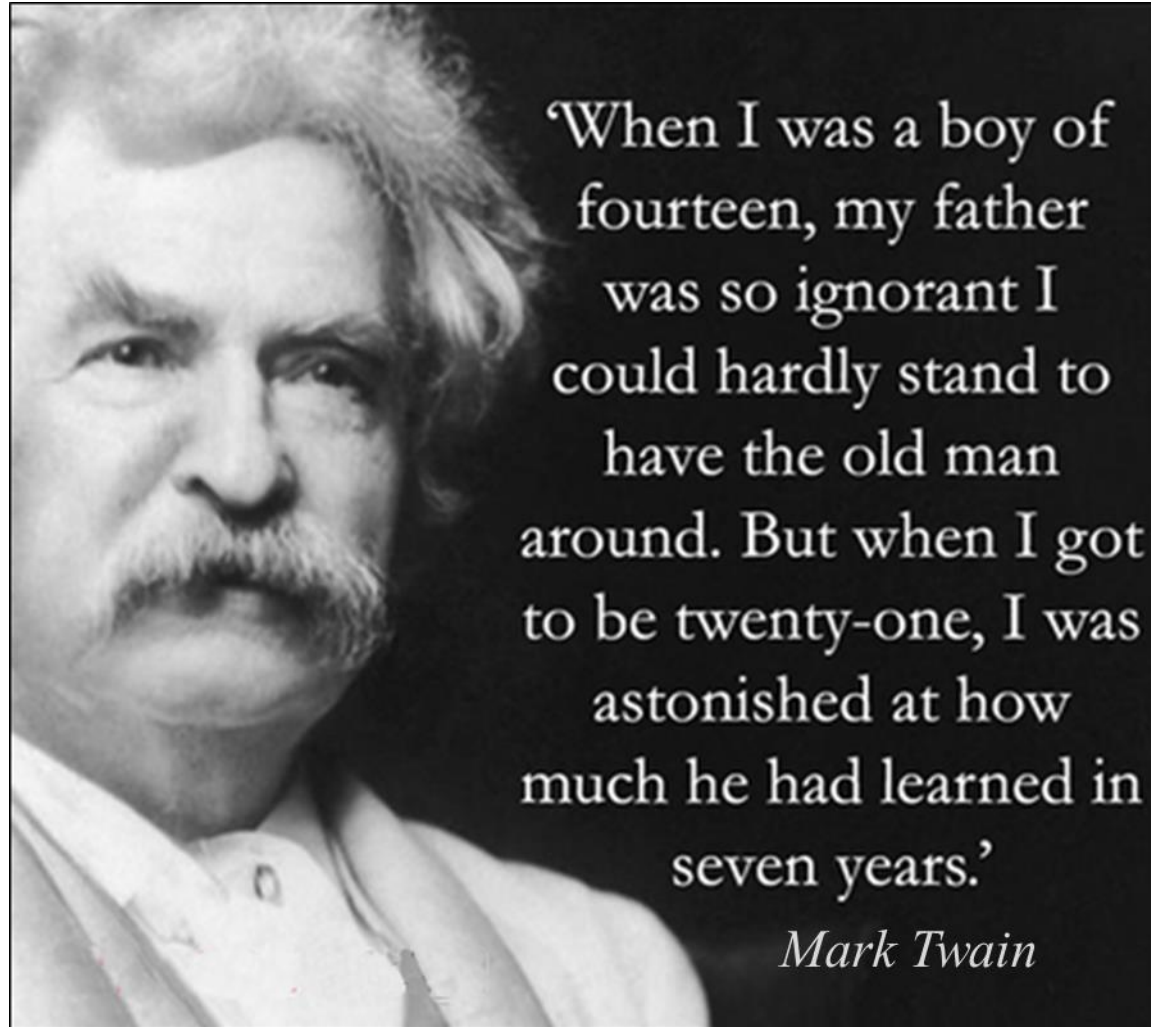 ‘When I was a boy of
fourteen, my father
was so ignorant I
could hardly stand to
have the old man
around. But when I got
to be twenty-one, I was
astonished at how
much he had learned in
seven years.’
Mark Twain